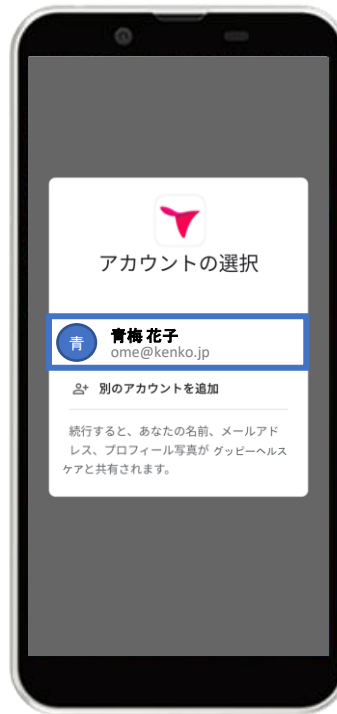 アカウントの選択
青
青梅 花子
ome@kenko.jp
別のアカウントを追加
続行すると、あなたの名前、メールアド
レス、プロフィール写真が グッピーヘルス
ケアと共有されます。